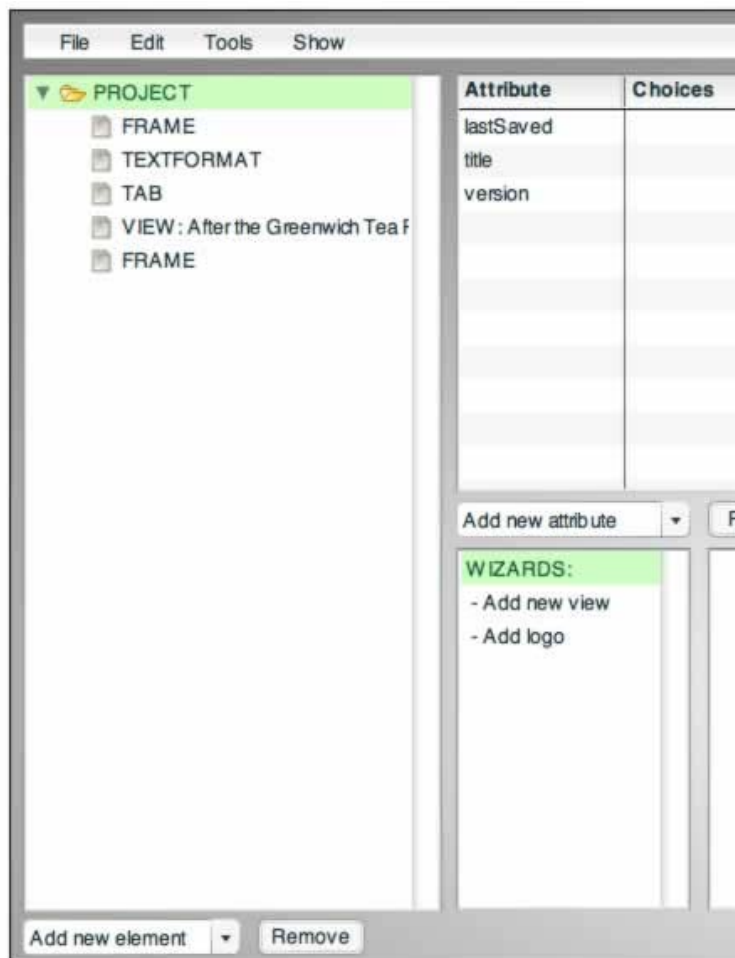 File Edit Tools Show
PROJECT
FRAME
TEXTFORMAT
TAB
VIEW : After the Greenwich Tea
FRAME
Attribute Choices
lastSaved
title
version
Add new attribute
WIZARDS:
- Add new view
- Add logo
Add new element
Remove